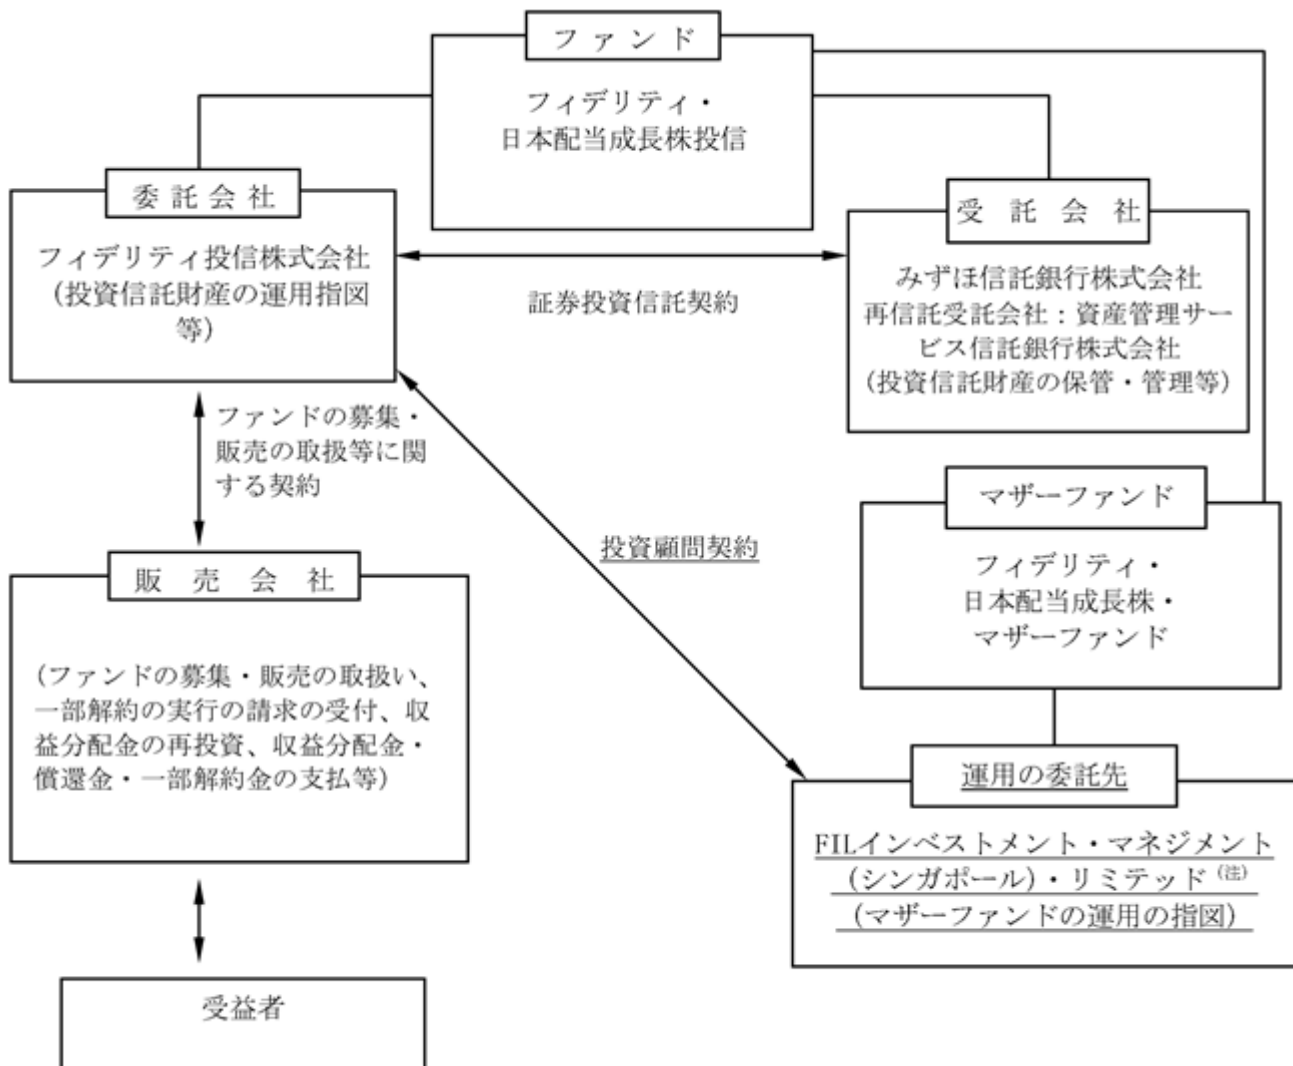 ファンド
フィデリティ・
日本配当成長株投信
委託会社
フィデリティ投信株式会社
(投資信託財産の運用指図
等)
証券投資信託契約
受託会社
みずほ信託銀行株式会社
再信託受託会社：資産管理サー
ビス信託銀行株式会社
(投資信託財産の保管・管理等)
ファンドの募集・
販売の取扱等に関
する契約
投資顧問契約
マザーファンド
フィデリティ・
日本配当成長株・
マザーファンド
販売会社
(ファンドの募集・販売の取扱い、
一部解約の実行の請求の受付、収
益分配金の再投資、収益分配金・
償還金・一部解約金の支払等)
運用の委託先
FILインベストメント・マネジメント
(シンガポール)・リミテッド(注)
(マザーファンドの運用の指図)
受益者